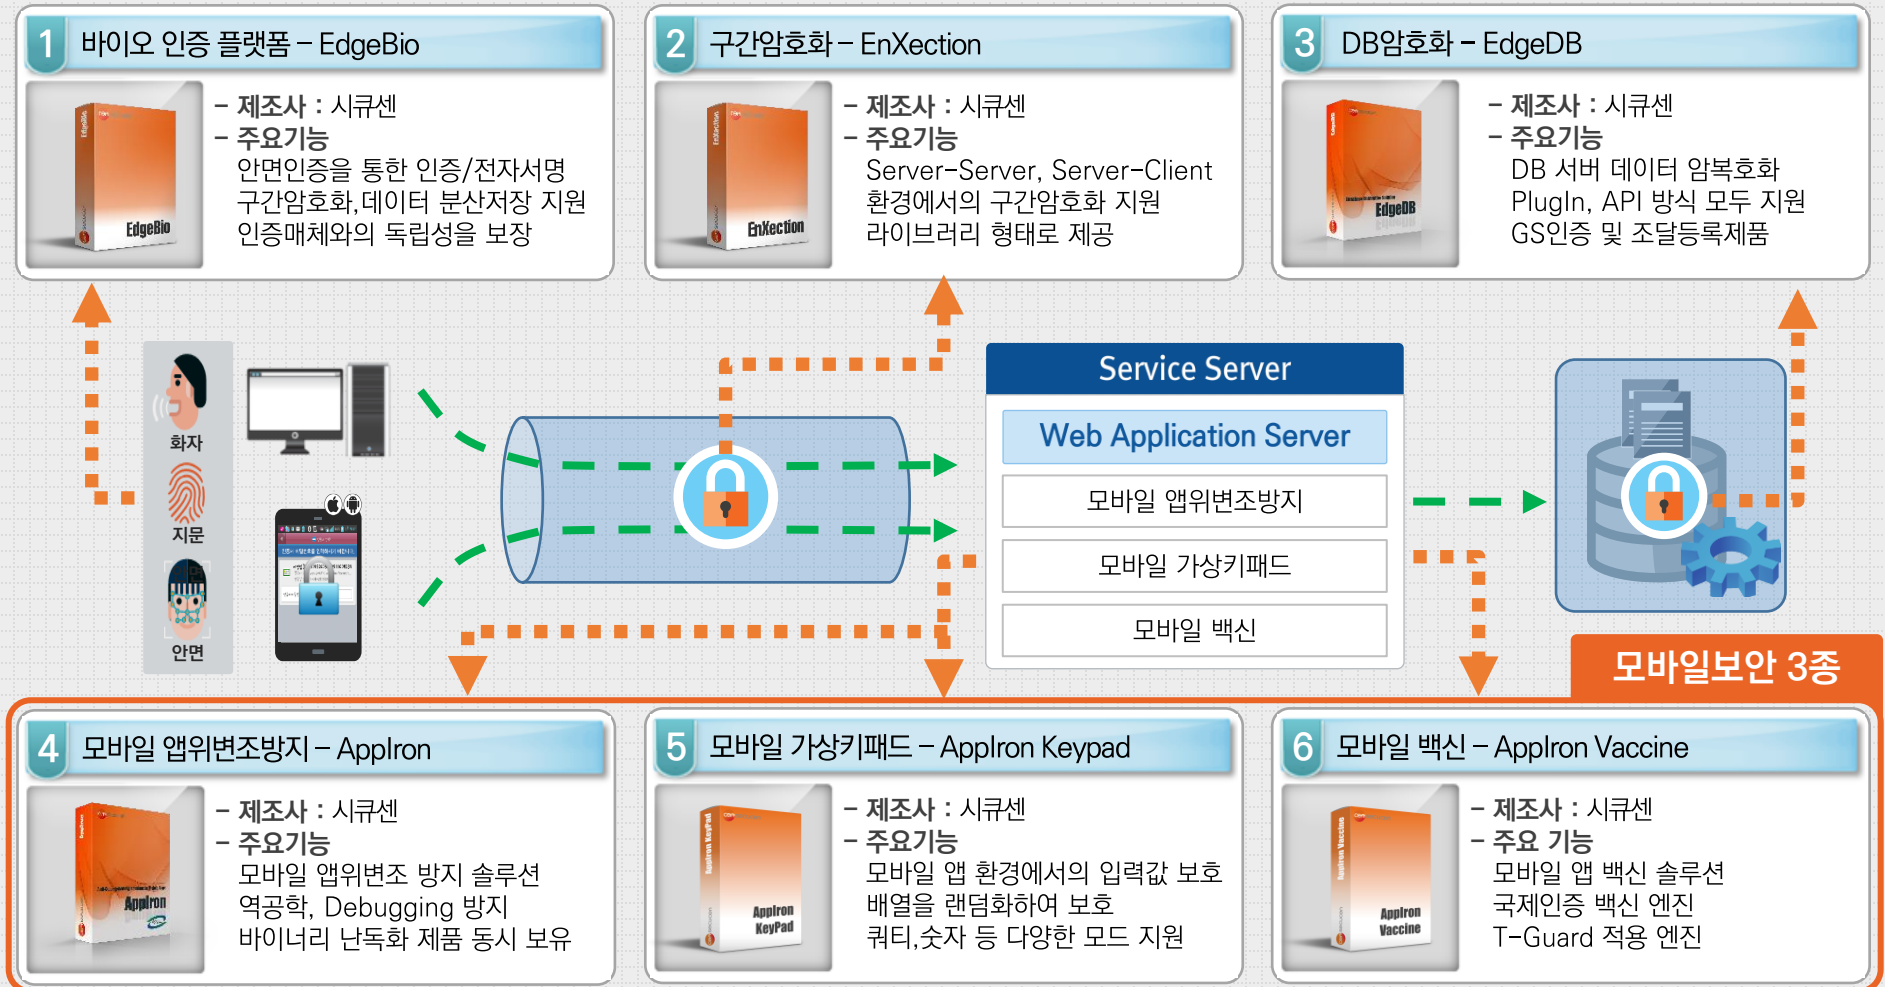 1 바이오 인증 플랫폼 – EdgeBio
EdgeBio
EdgeBio
– 제조사 : 시큐센
– 주요기능
안면인증을 통한 인증/전자서명
구간암호화,데이터 분산저장 지원
인증매체와의 독립성을 보장
2 구간암호화 – EnXection
EnXection
EnXection
– 제조사 : 시큐센
– 주요기능
Server-Server, Server-Client
환경에서의 구간암호화 지원
라이브러리 형태로 제공
3 DB암호화 – EdgeDB
EdgeDB
EdgeDB
– 제조사 : 시큐센
– 주요기능
DB 서버 데이터 암복호화
PlugIn, API 방식 모두 지원
GS인증 및 조달등록제품
화자
지문
안면
Service Server
Web Application Server
모바일 앱위변조방지
모바일 가상키패드
모바일 백신
모바일보안 3종
4 모바일 앱위변조방지 – AppIron
AppIron
– 제조사 : 시큐센
– 주요기능
모바일 앱위변조 방지 솔루션
역공학, Debugging 방지
바이너리 난독화 제품 동시 보유
5 모바일 가상키패드 – AppIron Keypad
AppIron KeyPad
AppIron
KeyPad
– 제조사 : 시큐센
– 주요기능
모바일 앱 환경에서의 입력값 보호
배열을 랜덤화하여 보호
쿼티,숫자 등 다양한 모드 지원
6 모바일 백신 – AppIron Vaccine
AppIron Vaccine
AppIron
Vaccine
– 제조사 : 시큐센
– 주요 기능
모바일 앱 백신 솔루션
국제인증 백신 엔진
T-Guard 적용 엔진